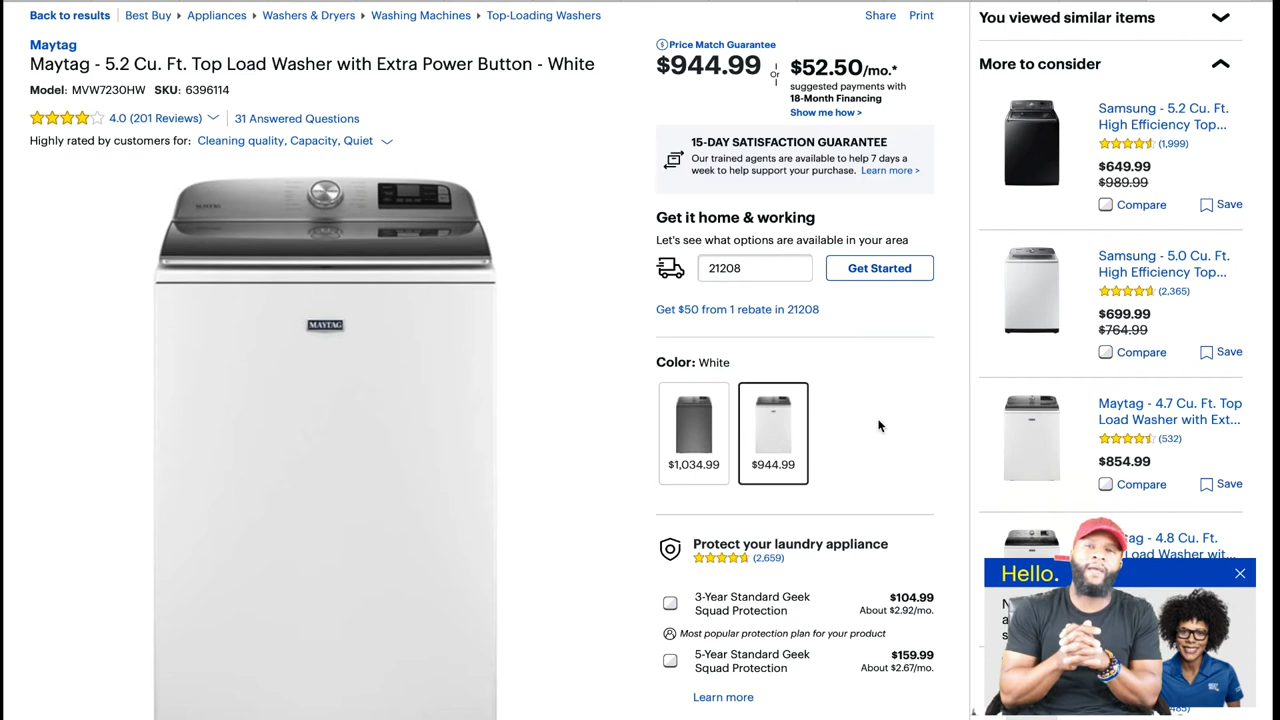 Back to results
Best Buy
Appliances
Washers & Dryers
Washing Machines
Top-Loading Washers
Share
Print
Maytag
Maytag - 5.2 Cu. Ft. Top Load Washer with Extra Power Button - White
Model: MVW7230HW SKU: 6396114
4.0 (201 Reviews)
31 Answered Questions
Highly rated by customers for: Cleaning quality, Capacity, Quiet
MAYTAG
Price Match Guarantee
$944.99
Or
$52.50/mo.*
suggested payments with
18-Month Financing
Show me how >
15-DAY SATISFACTION GUARANTEE
Our trained agents are available to help 7 days a
week to help support your purchase. Learn more >
Get it home & working
Let's see what options are available in your area
21208
Get Started
Get $50 from 1 rebate in 21208
Color: White
$1,034.99
$944.99
Protect your laundry appliance
(2,659)
3-Year Standard Geek
Squad Protection
$104.99
About $2.92/mo.
Most popular protection plan for your product
5-Year Standard Geek
Squad Protection
$159.99
About $2.67/mo.
Learn more
You viewed similar items
More to consider
Samsung - 5.2 Cu. Ft.
High Efficiency Top...
(1,999)
$649.99
$989.99
Compare
Save
Samsung - 5.0 Cu. Ft.
High Efficiency Top...
(2,365)
$699.99
$764.99
Compare
Save
Maytag - 4.7 Cu. Ft. Top
Load Washer with Ext...
(532)
$854.99
Compare
Save
tag - 4.8 Cu. Ft.
Load Washer wit...
Hello.